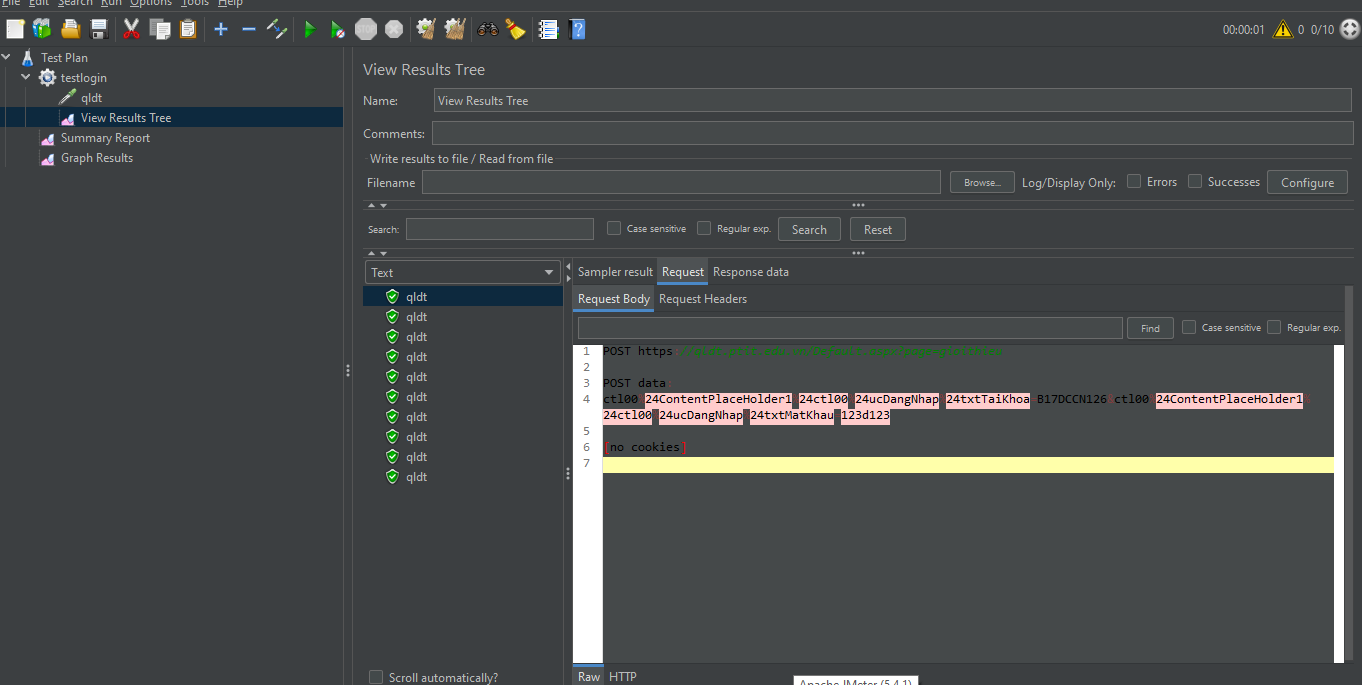 File Edit Search Run Options Tools Help
00:00:01 0 0/10
Test Plan
testlogin
qldt
View Results Tree
Summary Report
Graph Results
View Results Tree
Name: View Results Tree
Comments:
Write results to file / Read from file
Filename Browse... Log/Display Only: Errors Successes Configure
Search: Case sensitive Regular exp. Search Reset
Text
qldt
qldt
qldt
qldt
qldt
qldt
qldt
qldt
qldt
qldt
Scroll automatically?
Sampler result Request Response data
Request Body Request Headers
Find Case sensitive Regular exp.
1 POST https
2
3 POST data
4 ctl00 24ContentPlaceHolder1 24ctl00 24ucDangNhap 24txtTaiKhoa B17DCCN126 ctl00 24ContentPlaceHolder1
24ctl00 24ucDangNhap 24txtMatKhau 123d123
5
6 [no cookies]
7
Raw HTTP
Apache JMeter (5.4.1)